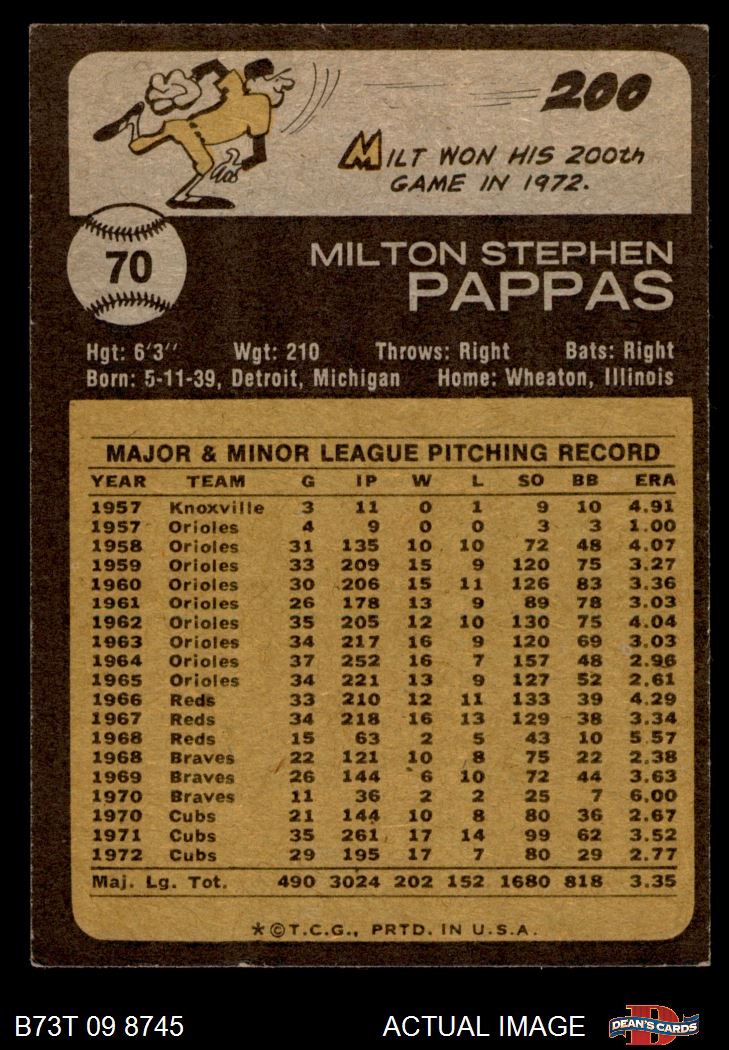 200
MILT WON HIS 200th
GAME IN 1972.
70
MILTON STEPHEN
PAPPAS
Hgt: 6'3" Wgt: 210 Throws: Right Bats: Right
Born: 5-11-39, Detroit, Michigan Home: Wheaton, Illinois
MAJOR & MINOR LEAGUE PITCHING RECORD
YEAR TEAM G IP W L SO BB ERA
1957 Knoxville 3 11 0 1 9 10 4.91
1957 Orioles 4 9 0 0 3 3 1.00
1958 Orioles 31 135 10 10 72 48 4.07
1959 Orioles 33 209 15 9 120 75 3.27
1960 Orioles 30 206 15 11 126 83 3.36
1961 Orioles 26 178 13 9 89 78 3.03
1962 Orioles 35 205 12 10 130 75 4.04
1963 Orioles 34 217 16 9 120 69 3.03
1964 Orioles 37 252 16 7 157 48 2.96
1965 Orioles 34 221 13 9 127 52 2.61
1966 Reds 33 210 12 11 133 39 4.29
1967 Reds 34 218 16 13 129 38 3.34
1968 Reds 15 63 2 5 43 10 5.57
1968 Braves 22 121 10 8 75 22 2.38
1969 Braves 26 144 6 10 72 44 3.63
1970 Braves 11 36 2 2 25 7 6.00
1970 Cubs 21 144 10 8 80 36 2.67
1971 Cubs 35 261 17 14 99 62 3.52
1972 Cubs 29 195 17 7 80 29 2.77
Maj. Lg. Tot. 490 3024 202 152 1680 818 3.35
*©T.C.G., PRTD. IN U.S.A.
B73T 09 8745 ACTUAL IMAGE D DEAN'S CARDS